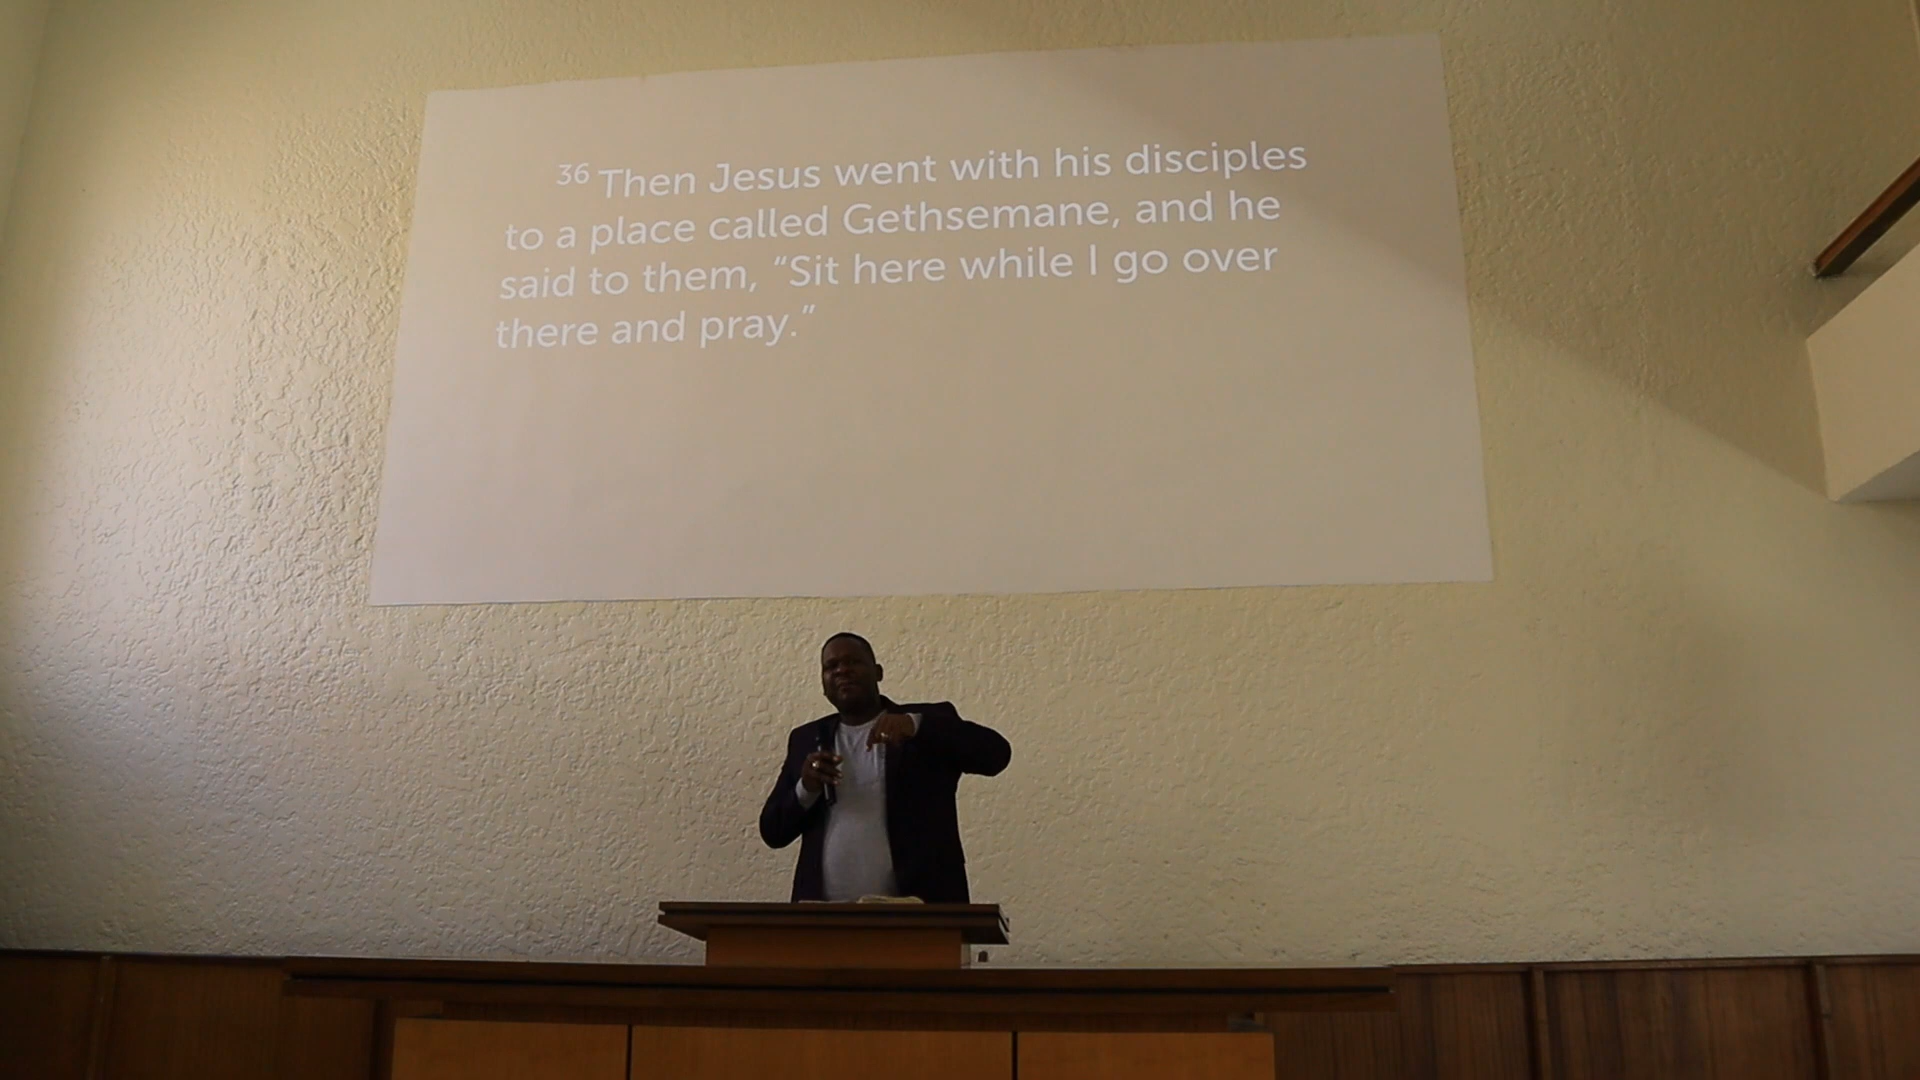 36 Then Jesus went with his disciples
to a place called Gethsemane, and he
said to them, “Sit here while I go over
there and pray.”